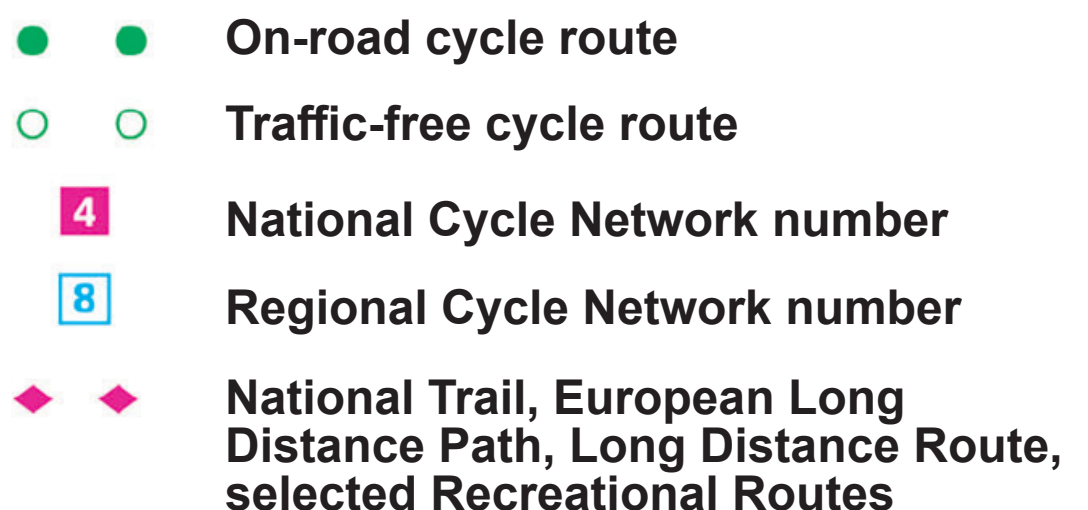 On-road cycle route
Traffic-free cycle route
4
National Cycle Network number
8
Regional Cycle Network number
National Trail, European Long
Distance Path, Long Distance Route,
selected Recreational Routes